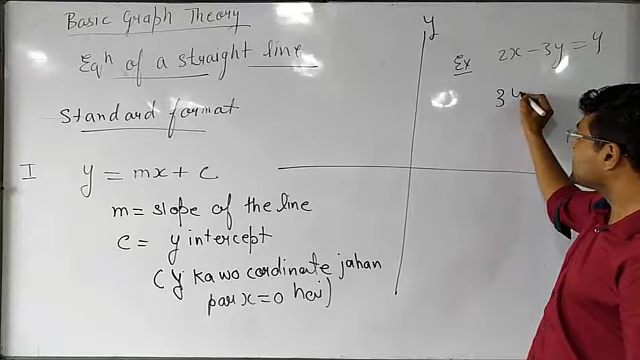 Basic Graph Theory
Eqn of a straight line
Standard format
I y = mx + c
m = slope of the line
c = y intercept
( y ka wo cordinate jahan
par x = 0 hai )
y
Ex 2x - 3y = 4
3y